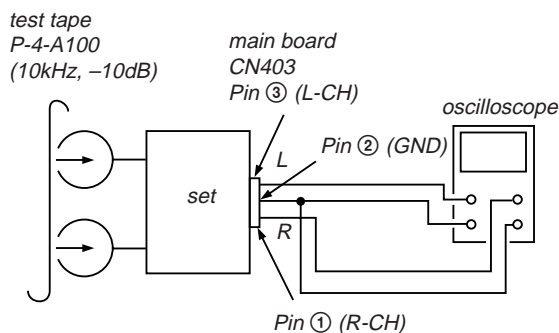 test tape
P-4-A100
(10kHz, –10dB)
main board
CN403
Pin ③ (L-CH)
oscilloscope
L
Pin ② (GND)
set
R
Pin ① (R-CH)